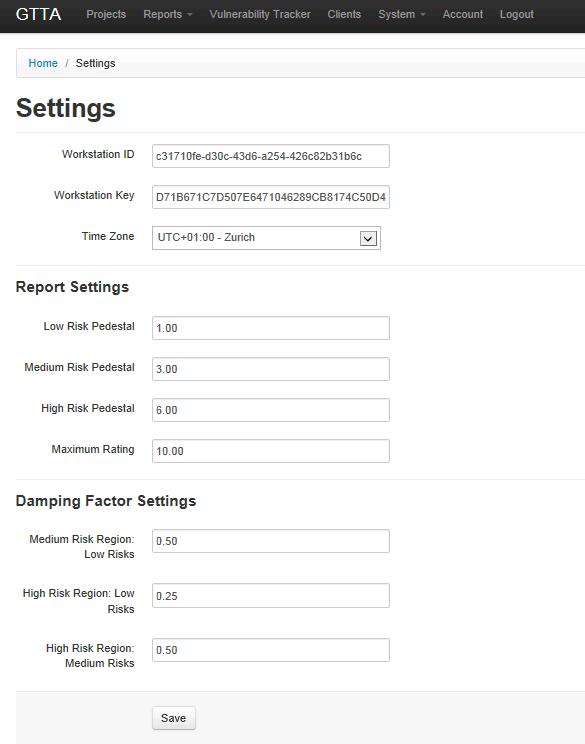 GTTA Projects Reports Vulnerability Tracker Clients System Account Logout
Home / Settings
Settings
Workstation ID c31710fe-d30c-43d6-a254-426c82b31b6c
Workstation Key D71B671C7D507E6471046289CB8174C50D4
Time Zone UTC+01:00 - Zurich
Report Settings
Low Risk Pedestal 1.00
Medium Risk Pedestal 3.00
High Risk Pedestal 6.00
Maximum Rating 10.00
Damping Factor Settings
Medium Risk Region:
Low Risks 0.50
High Risk Region: Low
Risks 0.25
High Risk Region:
Medium Risks 0.50
Save